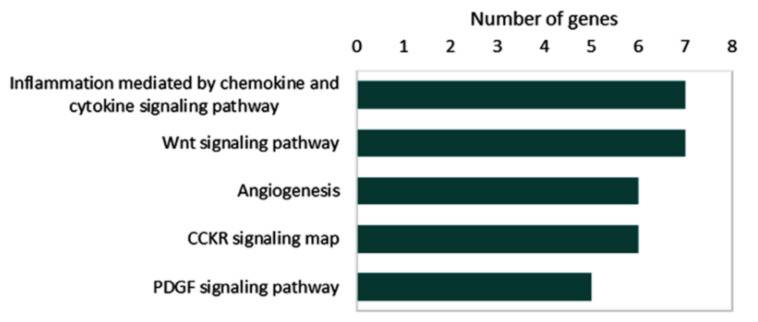 Number of genes
0 1 2 3 4 5 6 7 8
Inflammation mediated by chemokine and
cytokine signaling pathway
Wnt signaling pathway
Angiogenesis
CCKR signaling map
PDGF signaling pathway